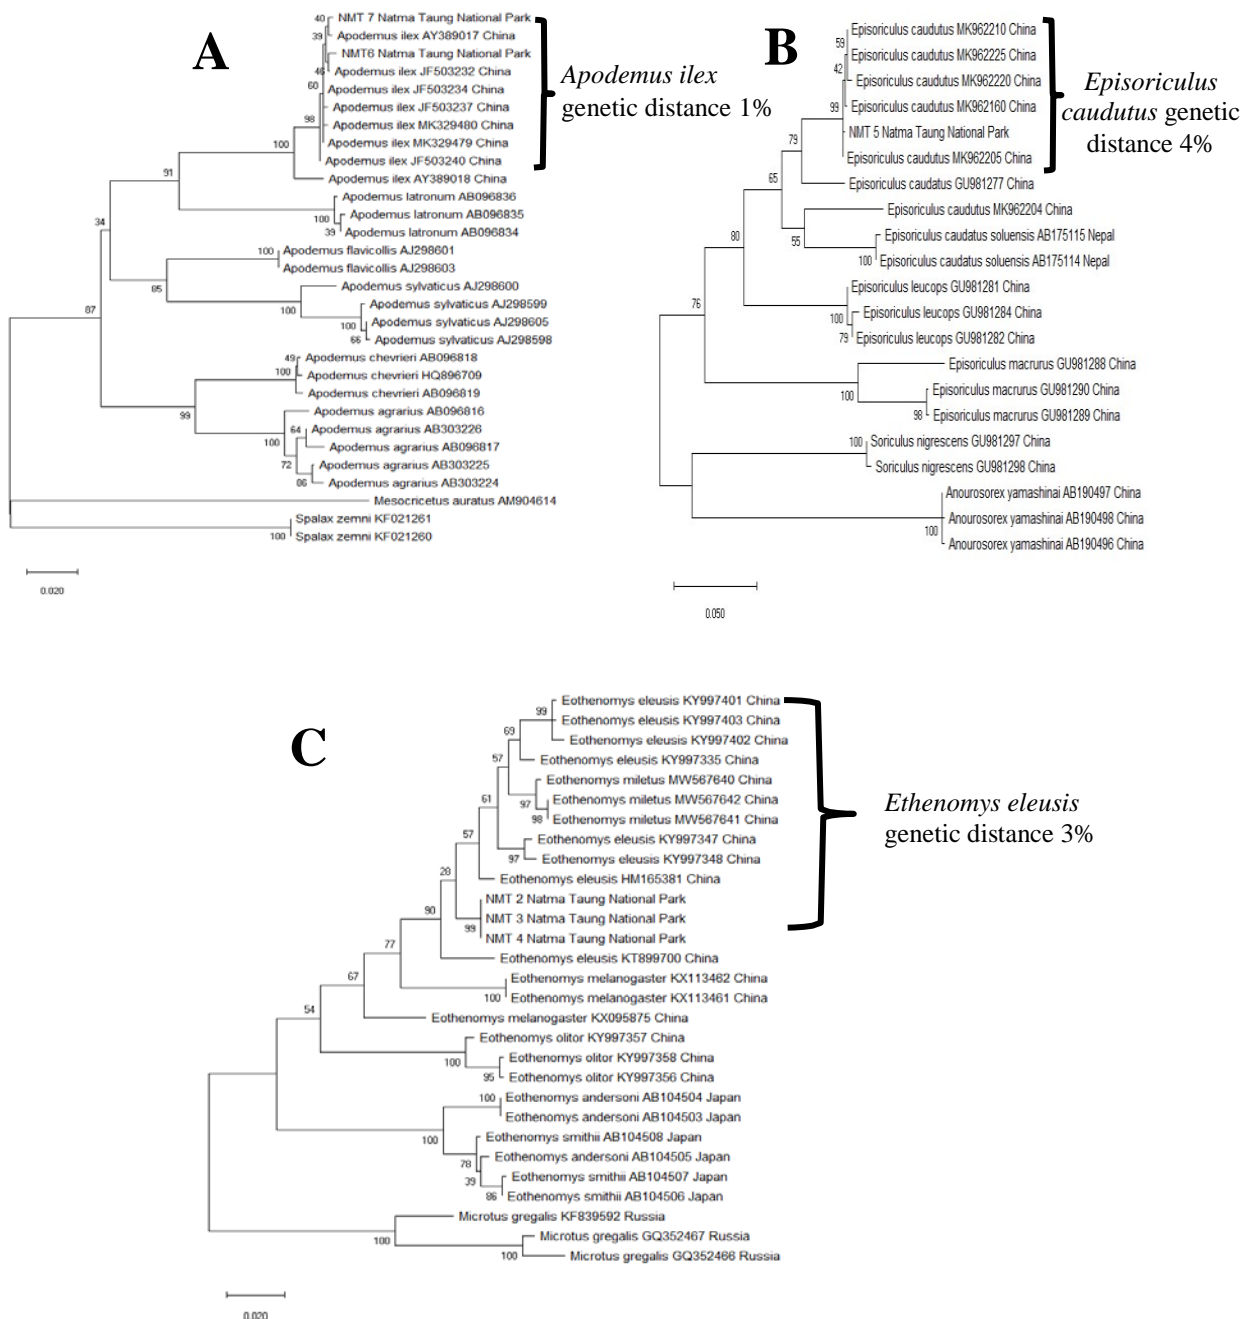 A
40
NMT 7 Natma Taung National Park
39
Apodemus ilex AY389017 China
NMT6 Natma Taung National Park
46
Apodemus ilex JF503232 China
60
Apodemus ilex JF503234 China
Apodemus ilex JF503237 China
98
Apodemus ilex MK329480 China
100
Apodemus ilex MK329479 China
Apodemus ilex JF503240 China
91
Apodemus ilex AY389018 China
Apodemus latronum AB096836
100
Apodemus latronum AB096835
39
Apodemus latronum AB096834
34
100
Apodemus flavicollis AJ298601
Apodemus flavicollis AJ298603
85
Apodemus sylvaticus AJ298600
100
Apodemus sylvaticus AJ298599
100
Apodemus sylvaticus AJ298605
66
Apodemus sylvaticus AJ298598
87
49
Apodemus chevrieri AB096818
100
Apodemus chevrieri HQ896709
Apodemus chevrieri AB096819
99
Apodemus agrarius AB096816
64
Apodemus agrarius AB303226
100
Apodemus agrarius AB096817
72
Apodemus agrarius AB303225
86
Apodemus agrarius AB303224
Mesocricetus auratus AM904614
Spalax zemni KF021261
100
Spalax zemni KF021260
0.020
Apodemus ilex
genetic distance 1%
B
Episoriculus caudutus MK962210 China
59
Episoriculus caudutus MK962225 China
42
Episoriculus caudutus MK962220 China
99
Episoriculus caudutus MK962160 China
79
NMT 5 Natma Taung National Park
Episoriculus caudutus MK962205 China
65
Episoriculus caudatus GU981277 China
Episoriculus caudutus MK962204 China
55
Episoriculus caudatus soluensis AB175115 Nepal
100
Episoriculus caudatus soluensis AB175114 Nepal
80
Episoriculus leucops GU981281 China
100
Episoriculus leucops GU981284 China
79
Episoriculus leucops GU981282 China
76
Episoriculus macrurus GU981288 China
100
Episoriculus macrurus GU981290 China
98
Episoriculus macrurus GU981289 China
100
Soriculus nigrescens GU981297 China
Soriculus nigrescens GU981298 China
Anourosorex yamashinai AB190497 China
Anourosorex yamashinai AB190498 China
100
Anourosorex yamashinai AB190496 China
0.050
Episoriculus
caudutus genetic
distance 4%
C
Eothenomys eleusis KY997401 China
99
Eothenomys eleusis KY997403 China
69
Eothenomys eleusis KY997402 China
57
Eothenomys eleusis KY997335 China
Eothenomys miletus MW567640 China
61
97
Eothenomys miletus MW567642 China
98
Eothenomys miletus MW567641 China
57
Eothenomys eleusis KY997347 China
97
Eothenomys eleusis KY997348 China
28
Eothenomys eleusis HM165381 China
NMT 2 Natma Taung National Park
90
NMT 3 Natma Taung National Park
99
NMT 4 Natma Taung National Park
77
Eothenomys eleusis KT899700 China
67
Eothenomys melanogaster KX113462 China
100
Eothenomys melanogaster KX113461 China
54
Eothenomys melanogaster KX095875 China
Eothenomys olitor KY997357 China
100
Eothenomys olitor KY997358 China
95
Eothenomys olitor KY997356 China
100
Eothenomys andersoni AB104504 Japan
Eothenomys andersoni AB104503 Japan
100
Eothenomys smithii AB104508 Japan
78
Eothenomys andersoni AB104505 Japan
39
Eothenomys smithii AB104507 Japan
86
Eothenomys smithii AB104506 Japan
Microtus gregalis KF839592 Russia
100
Microtus gregalis GQ352467 Russia
100
Microtus gregalis GQ352466 Russia
0.020
Ethenomys eleusis
genetic distance 3%